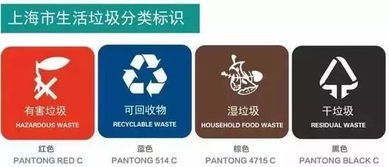 上海市生活垃圾分类标识
有害垃圾
HAZARDOUS WASTE
可回收物
RECYCLABLE WASTE
湿垃圾
HOUSEHOLD FOOD WASTE
干垃圾
RESIDUAL WASTE
红色
PANTONG RED C
蓝色
PANTONG 514 C
棕色
PANTONG 4715 C
黑色
PANTONG BLACK C